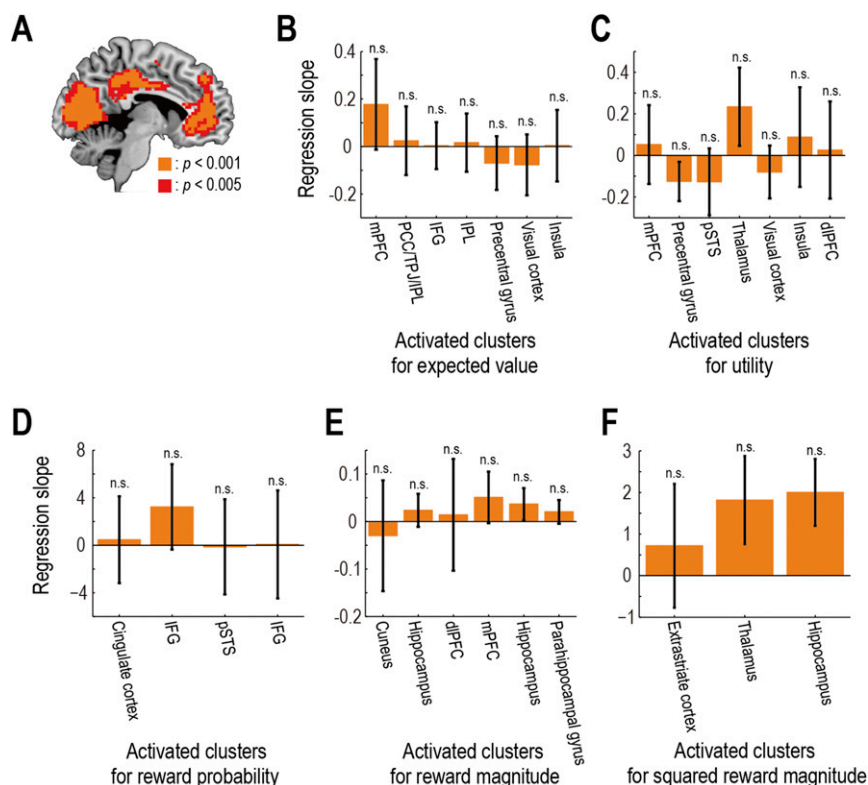 A
: p < 0.001
: p < 0.005
B
Regression slope
0.4
0.2
0
-0.2
n.s.
n.s.
n.s.
n.s.
n.s.
n.s.
n.s.
mPFC
PCC/TPJ/IPL
IFG
IPL
Precentral gyrus
Visual cortex
Insula
Activated clusters
for expected value
C
0.4
0.2
0
-0.2
n.s.
n.s.
n.s.
n.s.
n.s.
n.s.
n.s.
mPFC
Precentral gyrus
pSTS
Thalamus
Visual cortex
Insula
dlPFC
Activated clusters
for utility
D
Regression slope
8
4
0
−4
n.s.
n.s.
n.s.
n.s.
Cingulate cortex
IFG
pSTS
IFG
Activated clusters
for reward probability
E
0.1
0
-0.1
-0.2
n.s.
n.s.
n.s.
n.s.
n.s.
n.s.
Cuneus
Hippocampus
dlPFC
mPFC
Hippocampus
Parahippocampal gyrus
Activated clusters
for reward magnitude
F
3
2
1
0
−1
n.s.
n.s.
n.s.
Extrastriate cortex
Thalamus
Hippocampus
Activated clusters
for squared reward magnitude